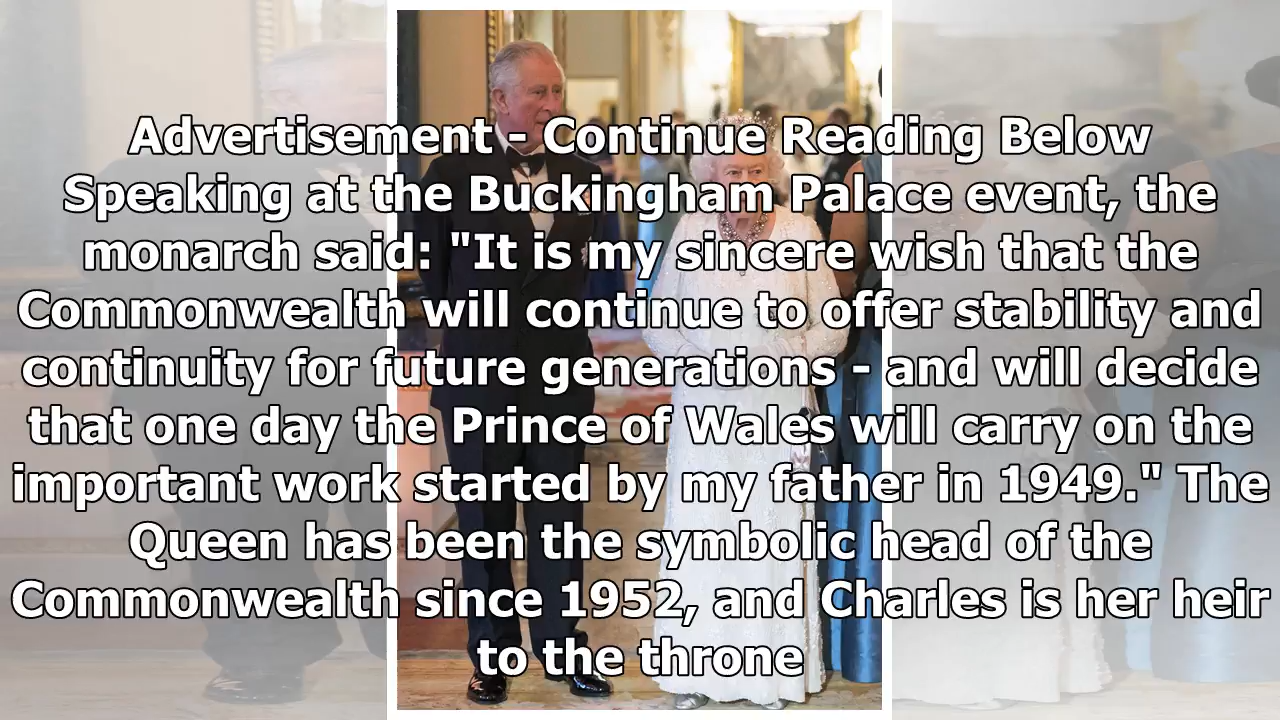 Advertisement - Continue Reading Below
Speaking at the Buckingham Palace event, the
monarch said: "It is my sincere wish that the
Commonwealth will continue to offer stability and
continuity for future generations - and will decide
that one day the Prince of Wales will carry on the
important work started by my father in 1949." The
Queen has been the symbolic head of the
Commonwealth since 1952, and Charles is her heir
to the throne